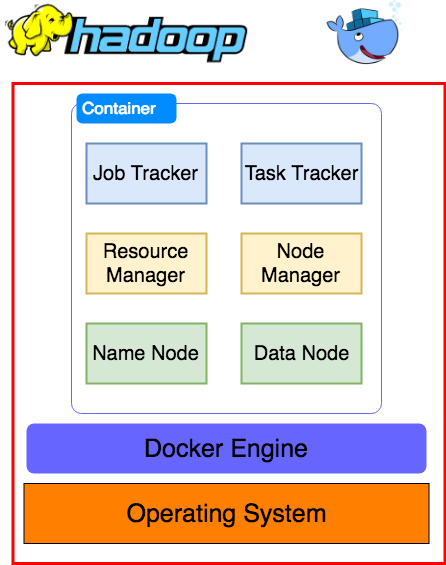 hadoop
Container
Job Tracker
Task Tracker
Resource
Manager
Node
Manager
Name Node
Data Node
Docker Engine
Operating System